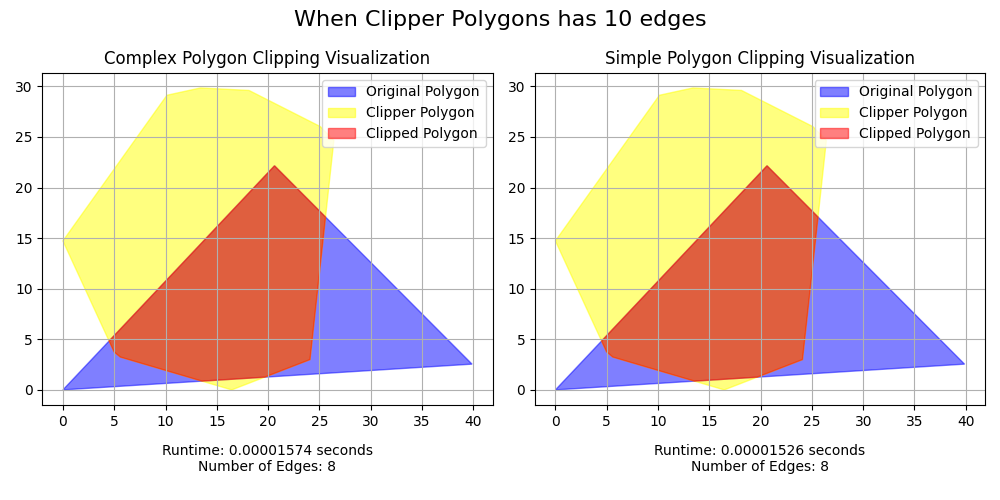 When Clipper Polygons has 10 edges
Complex Polygon Clipping Visualization
Original Polygon
Clipper Polygon
Clipped Polygon
30
25
20
15
10
5
0
0 5 10 15 20 25 30 35 40
Runtime: 0.00001574 seconds
Number of Edges: 8
Simple Polygon Clipping Visualization
Original Polygon
Clipper Polygon
Clipped Polygon
30
25
20
15
10
5
0
0 5 10 15 20 25 30 35 40
Runtime: 0.00001526 seconds
Number of Edges: 8